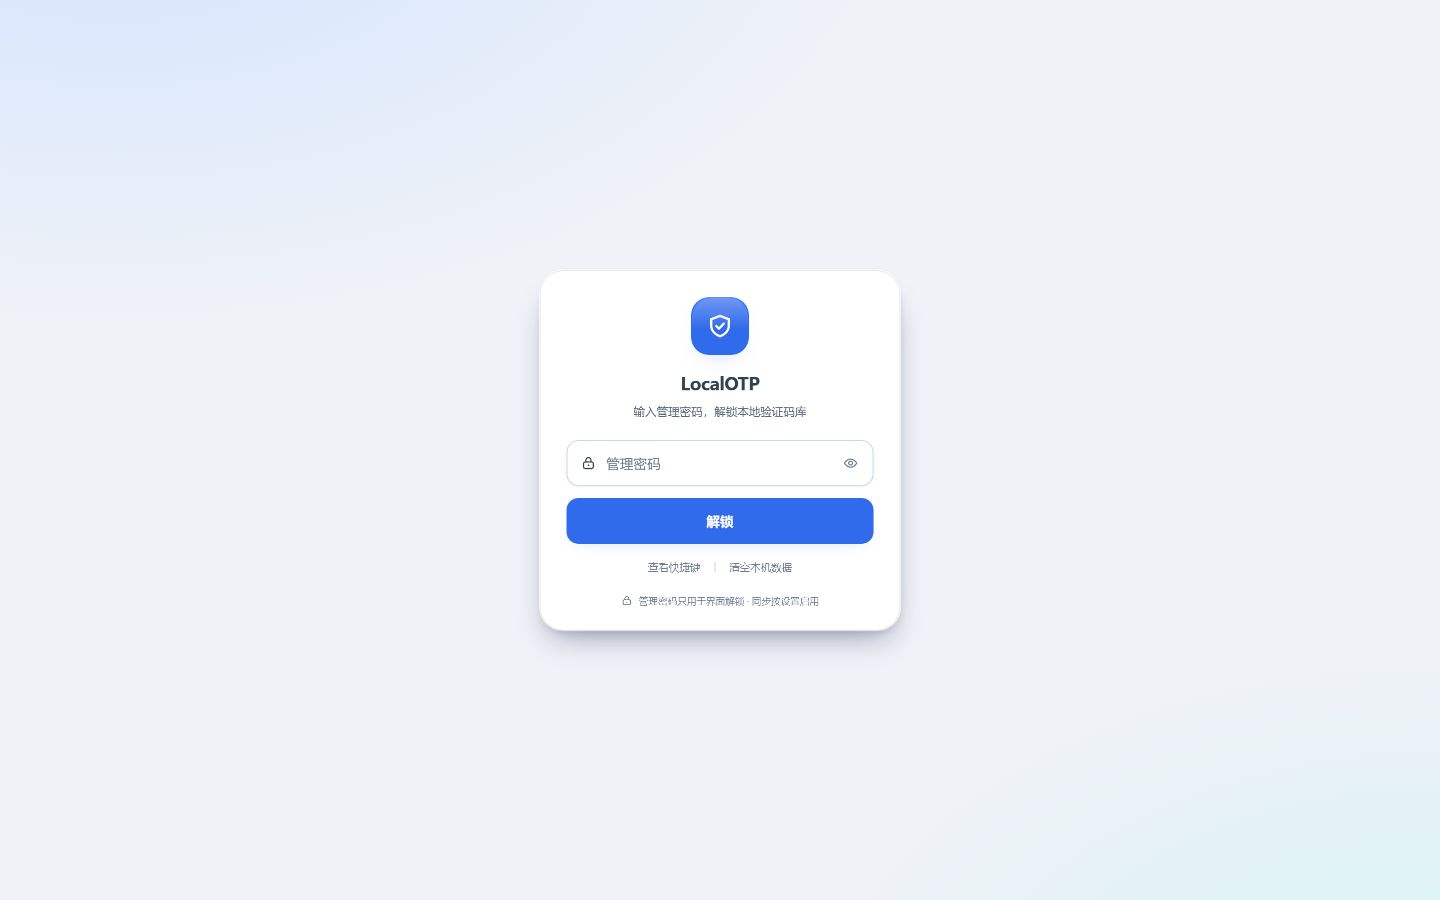 LocalOTP
输入管理密码，解锁本地验证码库
管理密码
解锁
查看快捷键 | 清空本机数据
管理密码只用于界面解锁 · 同步按设置启用